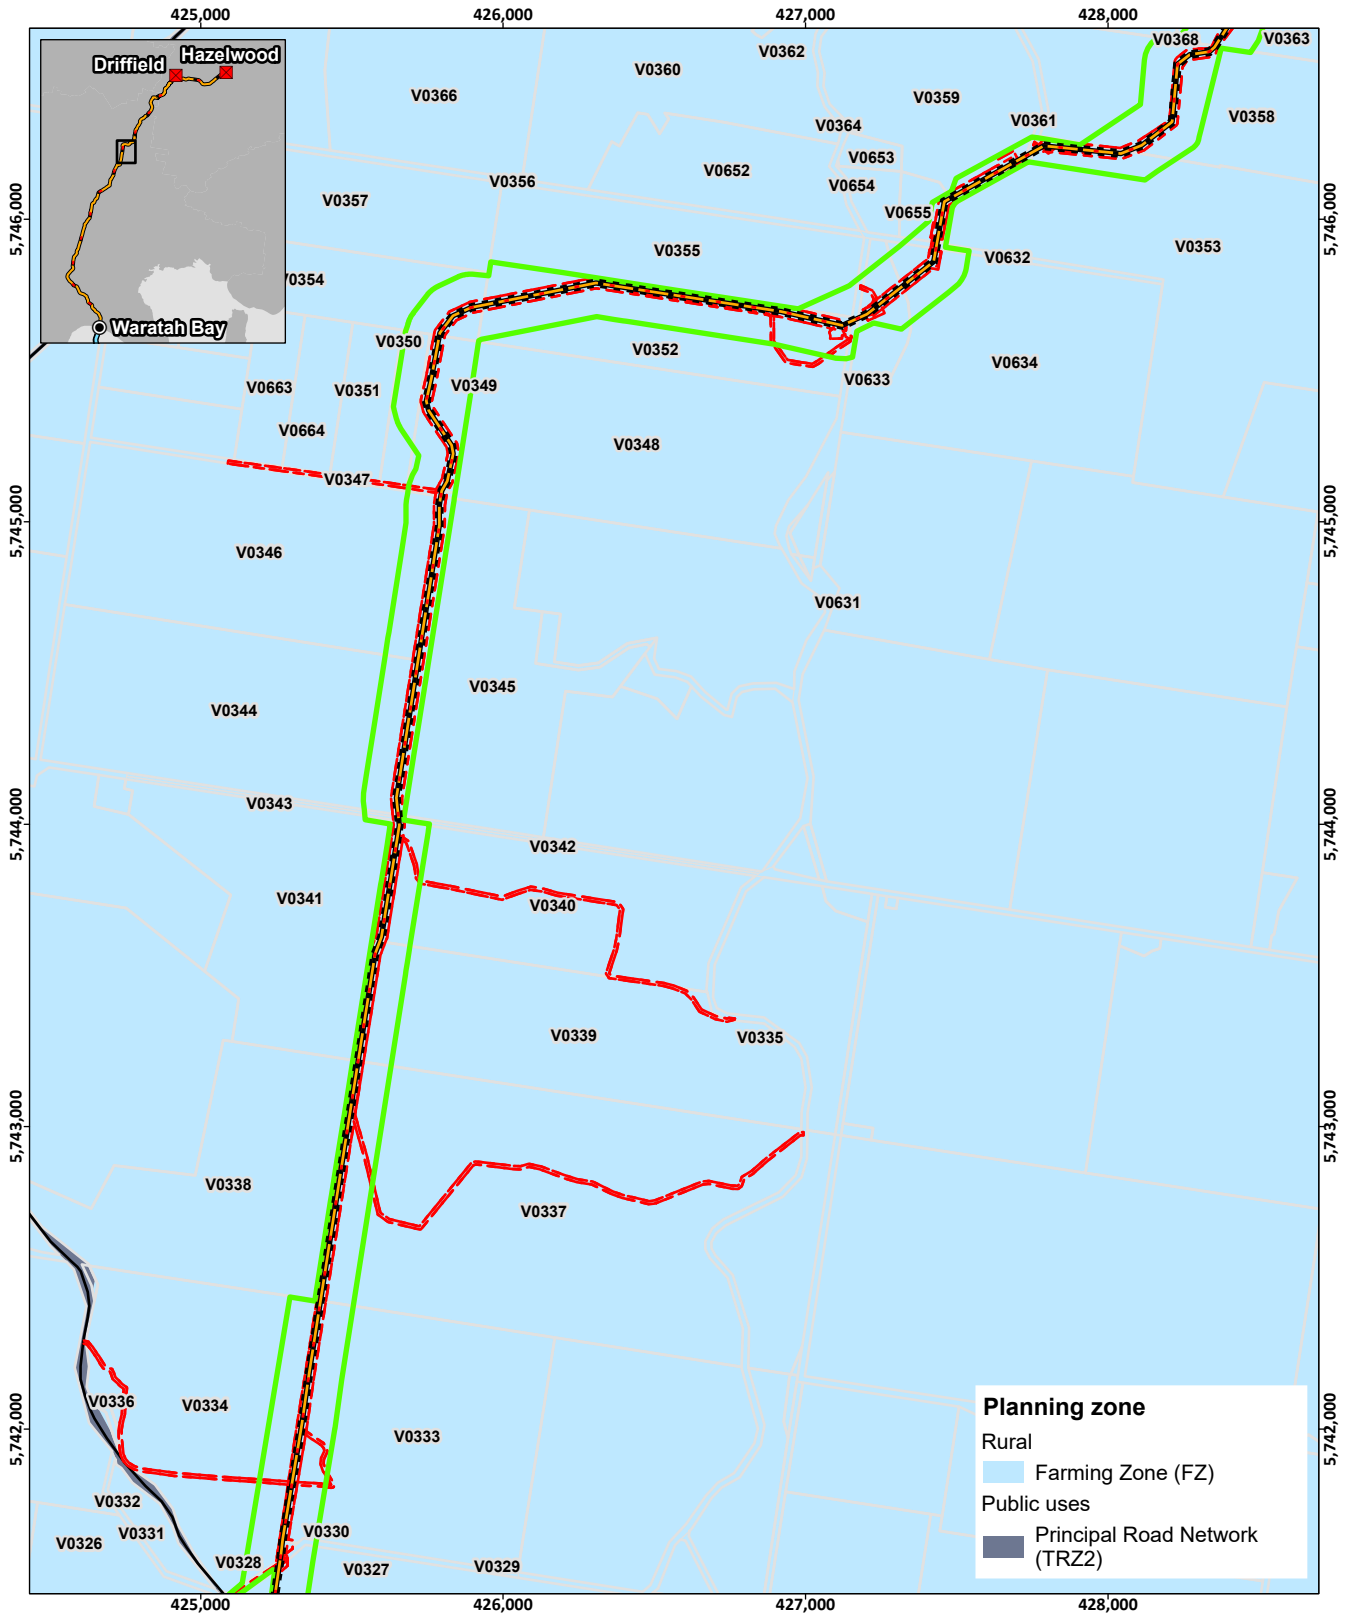 425,000 426,000 427,000 428,000
V0368 V0363
V0362
Hazelwood
Driffield
V0360
V0366
V0359
V0358
V0361
V0364
V0653
V0652
V0356
V0654
V0357
V0655
5,746,000 5,746,000
V0353
V0355
V0632
V0354
Waratah Bay
V0350
V0352
V0634
V0633
V0663
V0351
V0349
V0664
V0348
V0347
5,745,000 5,745,000
V0346
V0631
V0345
V0344
V0343
5,744,000 5,744,000
V0342
V0341
V0340
V0339
V0335
5,743,000 5,743,000
V0338
V0337
V0336
V0334
5,742,000 5,742,000
V0333
Planning zone
Rural
Farming Zone (FZ)
Public uses
Principal Road Network
(TRZ2)
V0332
V0331
V0330
V0326
V0328
V0327
V0329
425,000 426,000 427,000 428,000